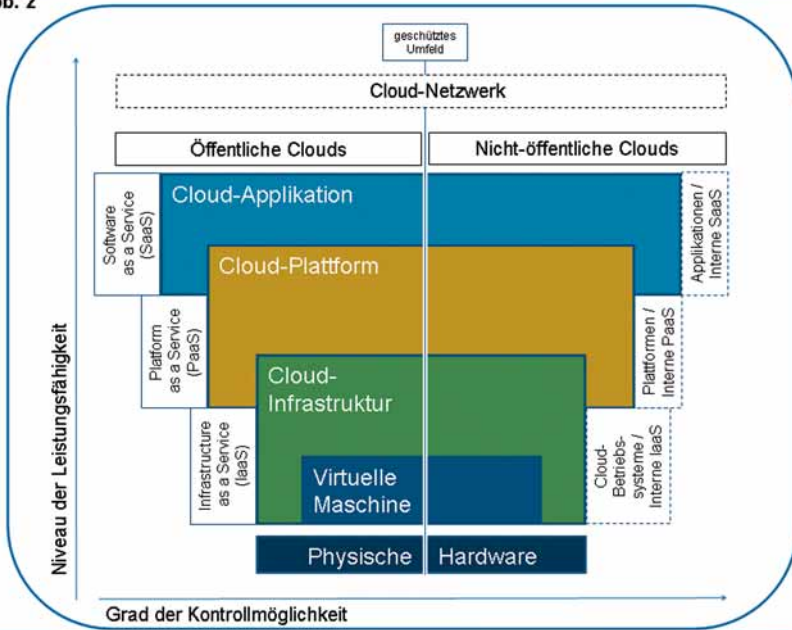 geschütztes
Umfeld
Cloud-Netzwerk
Öffentliche Clouds
Nicht-öffentliche Clouds
Software
as a Service
(SaaS)
Cloud-Applikation
Applikationen /
Interne SaaS
Platform
as a Service
(PaaS)
Cloud-Plattform
Plattformen /
Interne PaaS
Infrastructure
as a Service
(IaaS)
Cloud-
Infrastruktur
Cloud-
Betriebs-
systeme /
Interne IaaS
Virtuelle
Maschine
Physische
Hardware
Niveau der Leistungsfähigkeit
Grad der Kontrollmöglichkeit